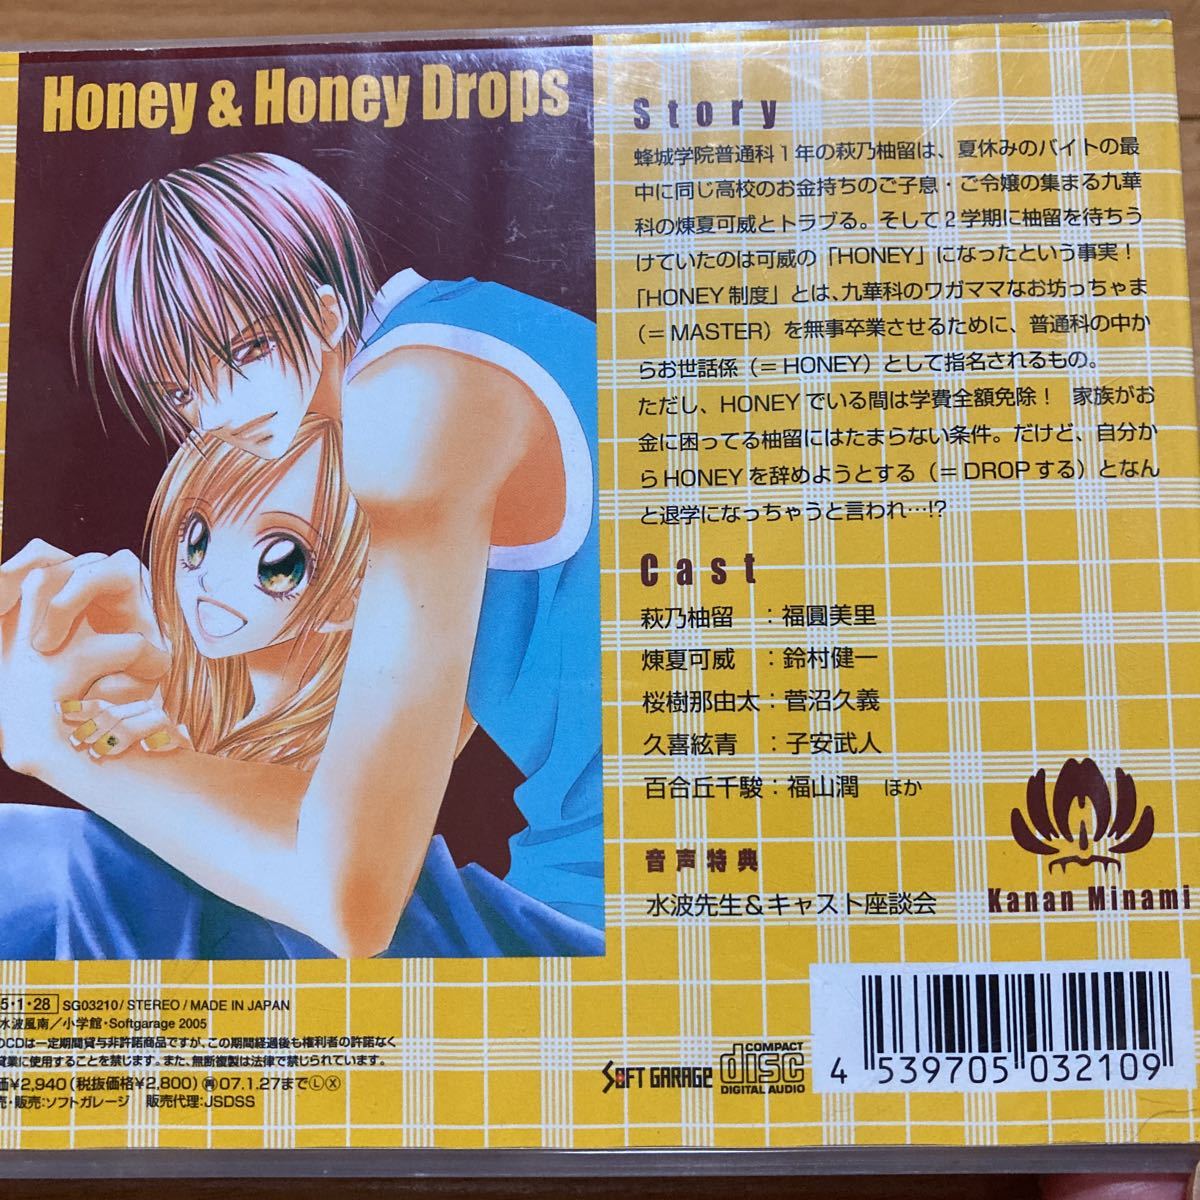 Honey & Honey Drops
Story
蜂城学院普通科1年の萩乃柚留は、夏休みのバイトの最
中に同じ高校のお金持ちのご子息・ご令嬢の集まる九華
科の煉夏可威とトラブる。そして2学期に柚留を待ちう
けていたのは可威の「HONEY」になったという事実！
「HONEY制度」とは、九華科のワガママなお坊っちゃま
(＝MASTER)を無事卒業させるために、普通科の中か
らお世話係(＝HONEY)として指名されるもの。
ただし、HONEYでいる間は学費全額免除！ 家族がお
金に困ってる柚留にはたまらない条件。だけど、自分か
らHONEYを辞めようとする(＝DROPする)となん
と退学になっちゃうと言われ…!?
Cast
萩乃柚留 ：福圓美里
煉夏可威 ：鈴村健一
桜樹那由太：菅沼久義
久喜絃青 ：子安武人
百合丘千駿：福山潤 ほか
音声特典
水波先生＆キャスト座談会
Kanan Minami
5・1・28 SG03210/STEREO/MADE IN JAPAN
水波風南／小学館・Softgarage 2005
のCDは一定期間貸与非許諾商品ですが、この期間経過後も権利者の許諾なく
賃貸業に使用することを禁じます。また、無断複製は法律で禁じられています。
価¥2,940(税抜価格¥2,800)㊢07.1.27までⓁⓍ
売・販売：ソフトガレージ 販売代理：JSDSS
SOFT GARAGE
COMPACT
disc
DIGITAL AUDIO
4 539705 032109